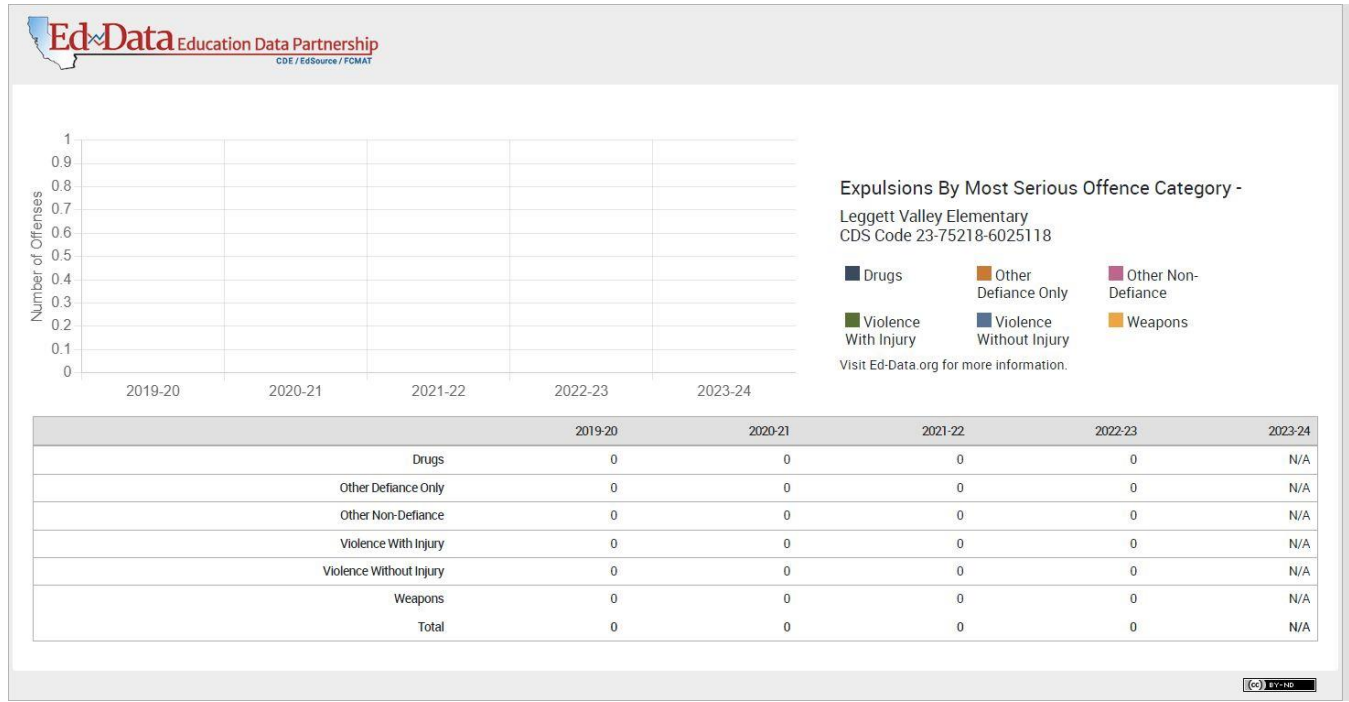 Ed Data Education Data Partnership
CDE / EdSource / FCMAT
Number of Offenses
1
0.9
0.8
0.7
0.6
0.5
0.4
0.3
0.2
0.1
0
2019-20 2020-21 2021-22 2022-23 2023-24
Expulsions By Most Serious Offence Category -
Leggett Valley Elementary
CDS Code 23-75218-6025118
Drugs
Other
Defiance Only
Other Non-
Defiance
Violence
With Injury
Violence
Without Injury
Weapons
Visit Ed-Data.org for more information.
2019-20 2020-21 2021-22 2022-23 2023-24
Drugs 0 0 0 0 N/A
Other Defiance Only 0 0 0 0 N/A
Other Non-Defiance 0 0 0 0 N/A
Violence With Injury 0 0 0 0 N/A
Violence Without Injury 0 0 0 0 N/A
Weapons 0 0 0 0 N/A
Total 0 0 0 0 N/A
(cc) BY-ND